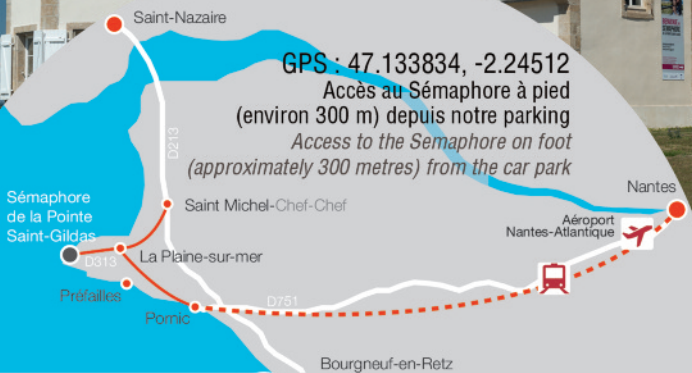 Saint-Nazaire
GPS : 47.133834, -2.24512
Accès au Sémaphore à pied
(environ 300 m) depuis notre parking
Access to the Semaphore on foot
(approximately 300 metres) from the car park
D213
Nantes
Sémaphore
de la Pointe
Saint-Gildas
Saint Michel-Chef-Chef
Aéroport
Nantes-Atlantique
La Plaine-sur-mer
D313
Préfailles
D751
Pornic
Bourgneuf-en-Retz